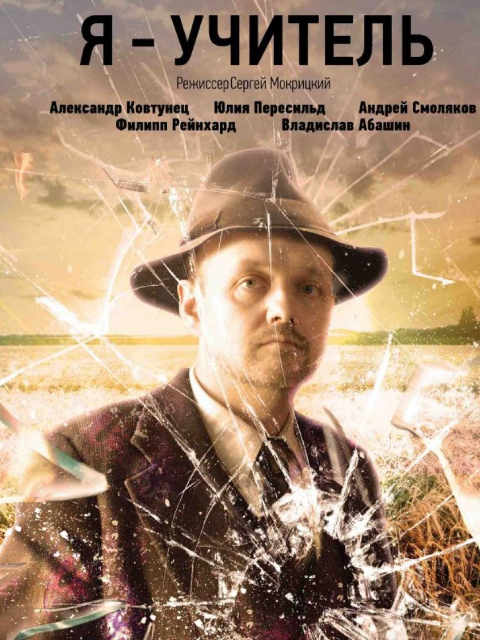 Я - УЧИТЕЛЬ
Режиссер Сергей Мокрицкий
Александр Ковтунец Юлия Пересильд Андрей Смоляков
Филипп Рейнхард Владислав Абашин